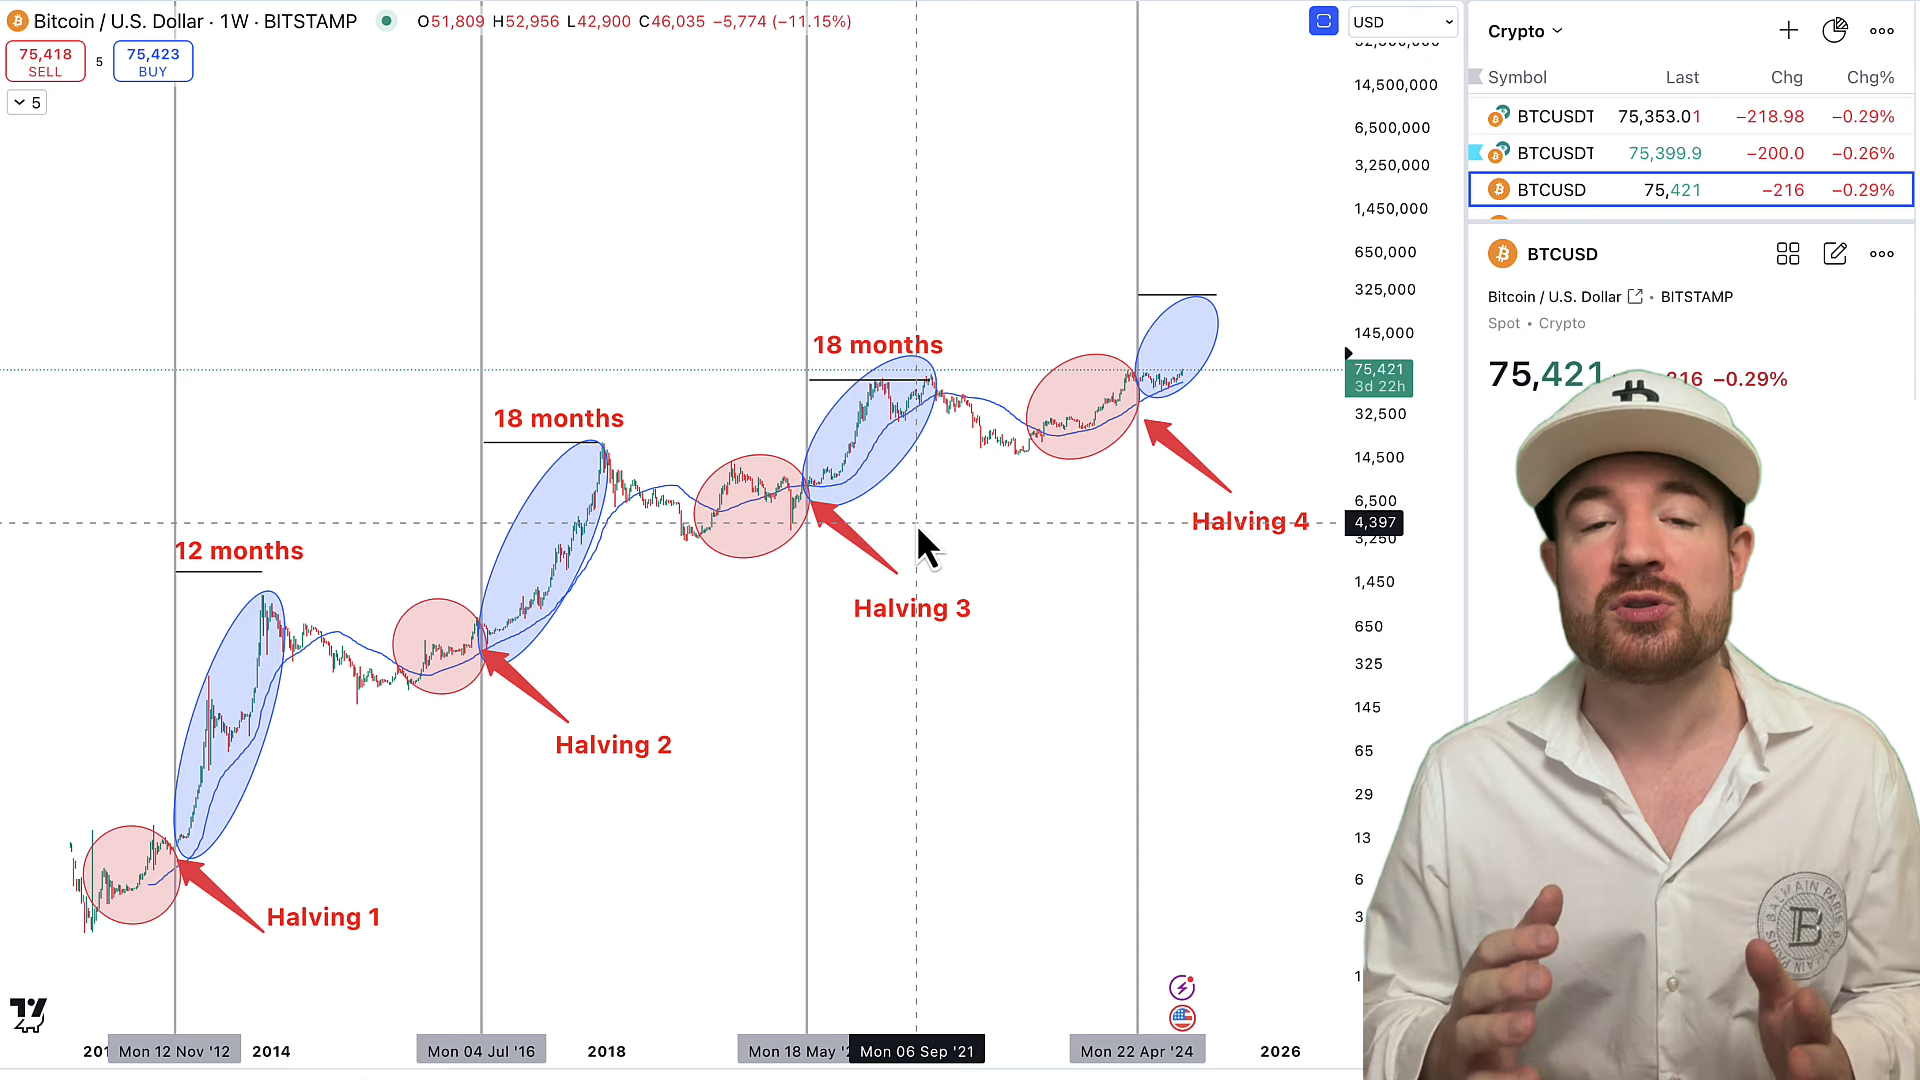 Bitcoin / U.S. Dollar · 1W · BITSTAMP
O51,809 H52,956 L42,900 C46,035 −5,774 (−11.15%)
75,418
SELL
5
75,423
BUY
5
USD
14,500,000
6,500,000
3,250,000
1,450,000
650,000
325,000
145,000
75,421
3d 22h
32,500
14,500
6,500
4,397
3,250
1,450
650
325
145
65
29
13
6
3
1
18 months
18 months
12 months
Halving 4
Halving 3
Halving 2
Halving 1
Mon 12 Nov '12
2014
Mon 04 Jul '16
2018
Mon 18 May '2
Mon 06 Sep '21
Mon 22 Apr '24
2026
Crypto
Symbol Last Chg Chg%
BTCUSDT 75,353.01 −218.98 −0.29%
BTCUSDT 75,399.9 −200.0 −0.26%
BTCUSD 75,421 −216 −0.29%
BTCUSD
Bitcoin / U.S. Dollar • BITSTAMP
Spot • Crypto
75,421 −0.29%
BALMAIN PARIS
B